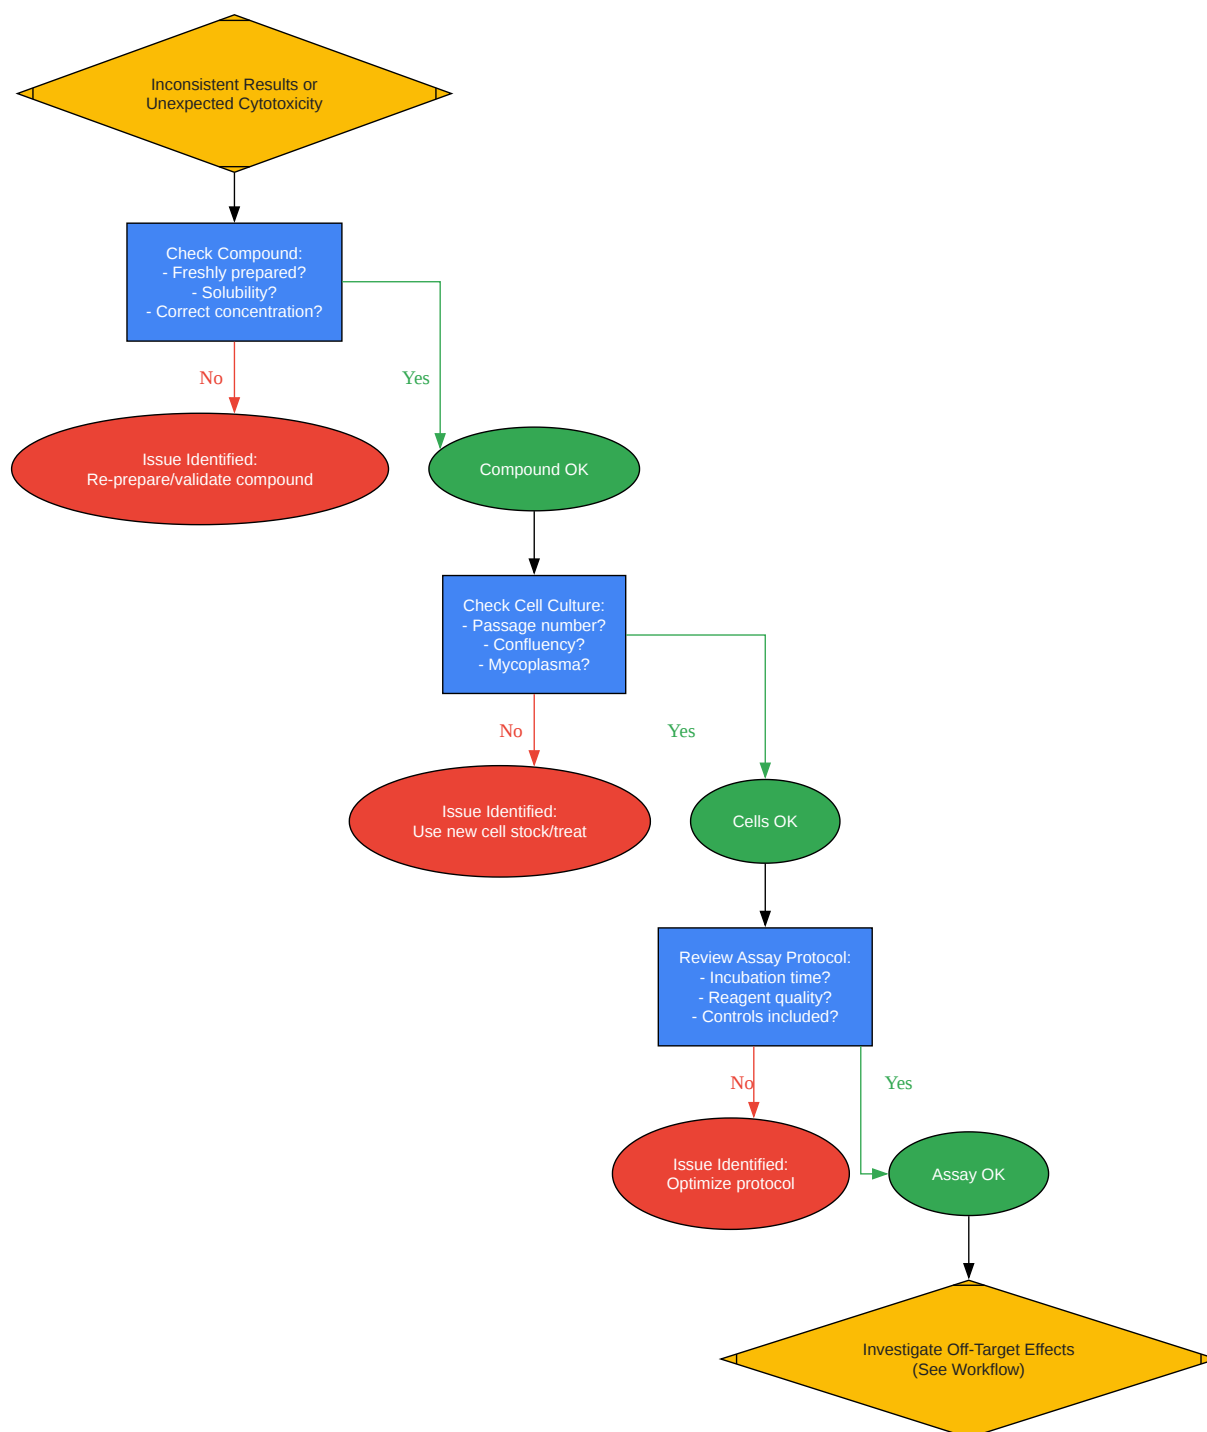 Inconsistent Results or
Unexpected Cytotoxicity
Check Compound:
- Freshly prepared?
- Solubility?
- Correct concentration?
No
Yes
Issue Identified:
Re-prepare/validate compound
Compound OK
Check Cell Culture:
- Passage number?
- Confluency?
- Mycoplasma?
No
Yes
Issue Identified:
Use new cell stock/treat
Cells OK
Review Assay Protocol:
- Incubation time?
- Reagent quality?
- Controls included?
No
Yes
Issue Identified:
Optimize protocol
Assay OK
Investigate Off-Target Effects
(See Workflow)